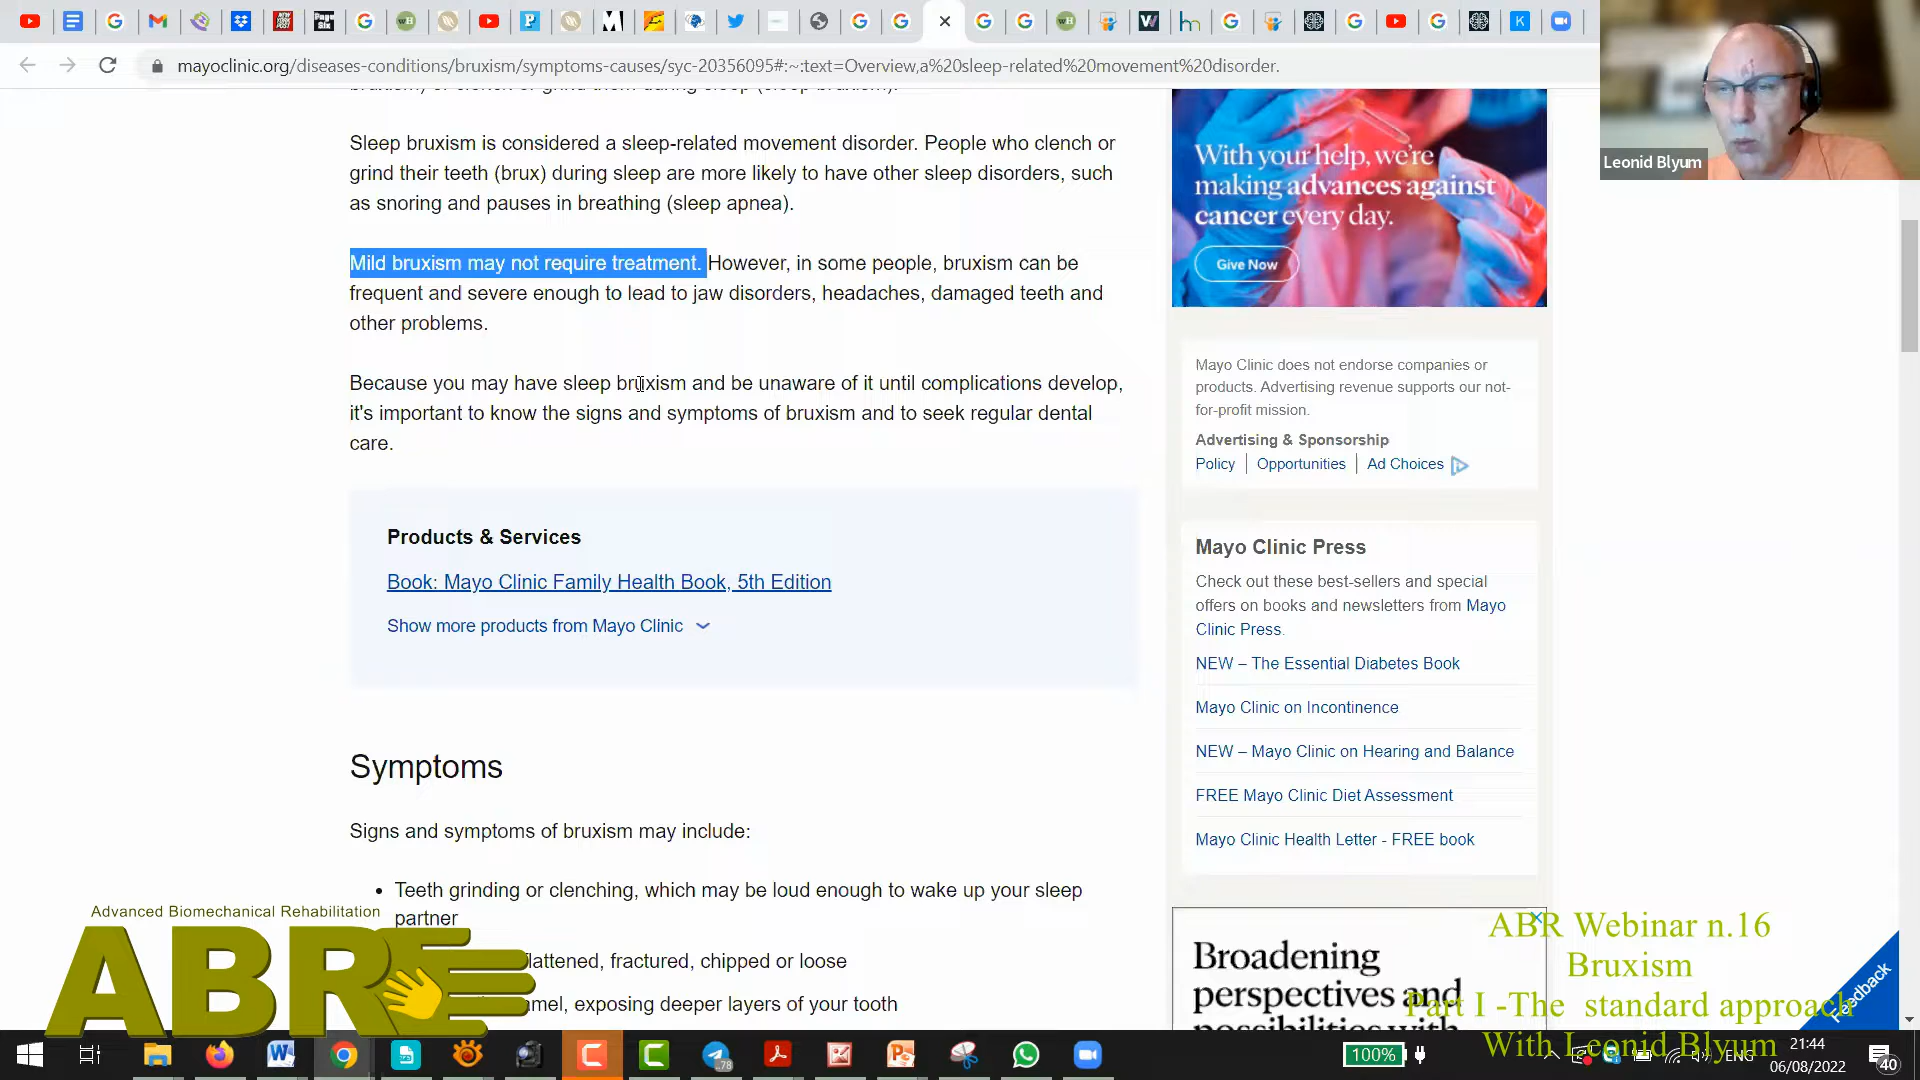 mayoclinic.org/diseases-conditions/bruxism/symptoms-causes/syc-20356095#:~:text=Overview,a%20sleep-related%20movement%20disorder.
Leonid Blyum
Sleep bruxism is considered a sleep-related movement disorder. People who clench or
grind their teeth (brux) during sleep are more likely to have other sleep disorders, such
as snoring and pauses in breathing (sleep apnea).
Mild bruxism may not require treatment. However, in some people, bruxism can be
frequent and severe enough to lead to jaw disorders, headaches, damaged teeth and
other problems.
Because you may have sleep bruxism and be unaware of it until complications develop,
it's important to know the signs and symptoms of bruxism and to seek regular dental
care.
Products & Services
Book: Mayo Clinic Family Health Book, 5th Edition
Show more products from Mayo Clinic
Symptoms
Signs and symptoms of bruxism may include:
• Teeth grinding or clenching, which may be loud enough to wake up your sleep
partner
flattened, fractured, chipped or loose
exposing deeper layers of your tooth
With your help, we're
making advances against
cancer every day.
Give Now
Mayo Clinic does not endorse companies or
products. Advertising revenue supports our not-
for-profit mission.
Advertising & Sponsorship
Policy | Opportunities | Ad Choices
Mayo Clinic Press
Check out these best-sellers and special
offers on books and newsletters from Mayo
Clinic Press.
NEW – The Essential Diabetes Book
Mayo Clinic on Incontinence
NEW – Mayo Clinic on Hearing and Balance
FREE Mayo Clinic Diet Assessment
Mayo Clinic Health Letter - FREE book
Broadening
perspectives and
possibilities with
Feedback
Advanced Biomechanical Rehabilitation
ABR
ABR Webinar n.16
Bruxism
Part I -The standard approach
With Leonid Blyum
100%
ENG
21:44
06/08/2022
40